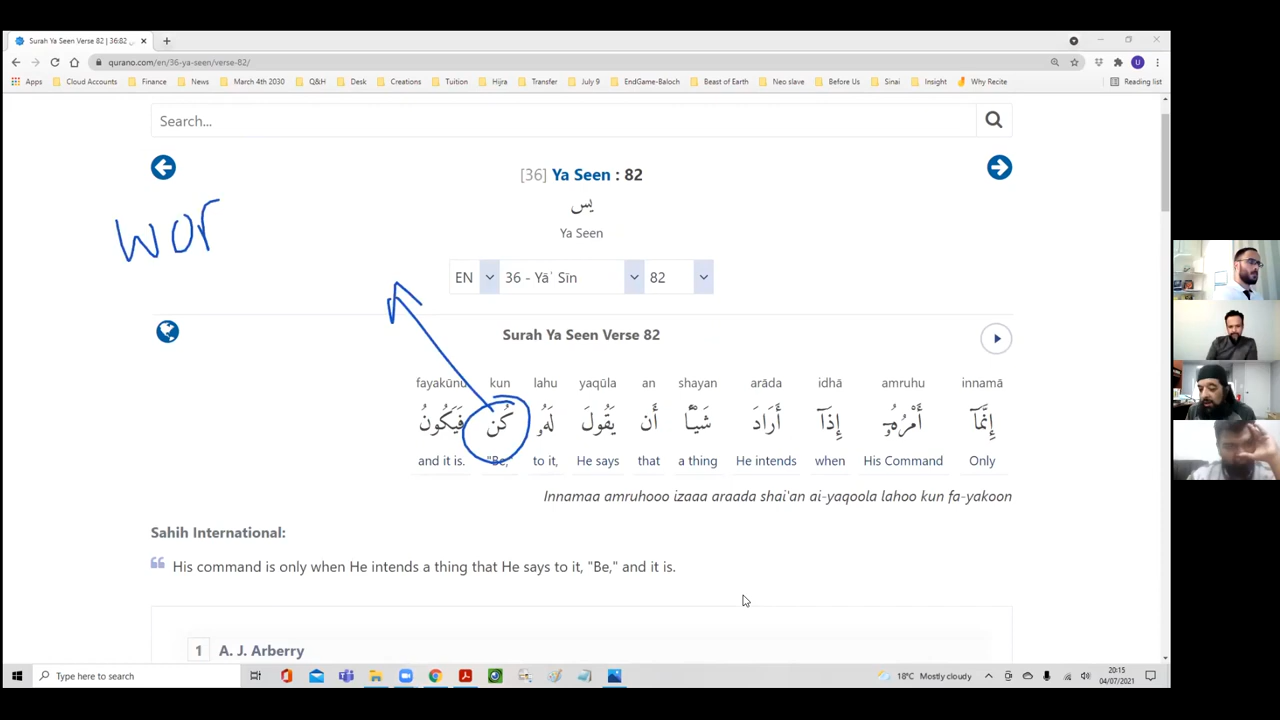 Surah Ya Seen Verse 82 | 36:82
qurano.com/en/36-ya-seen/verse-82/
Apps Cloud Accounts Finance News March 4th 2030 Q&H Desk Creations Tuition Hijra Transfer July 9 EndGame-Baloch Beast of Earth Neo slave Before Us Sinai Insight Why Recite Reading list
Search...
[36] Ya Seen : 82
يس
Ya Seen
wor
EN 36 - Yāʾ Sīn 82
Surah Ya Seen Verse 82
fayakūnu kun lahu yaqūla an shayan arāda idhā amruhu innamā
إِنَّمَآ أَمْرُهُۥٓ إِذَآ أَرَادَ شَيْـًٔا أَن يَقُولَ لَهُۥ كُن فَيَكُونُ
and it is. "Be," to it, He says that a thing He intends when His Command Only
Innamaa amruhooo izaaa araada shai'an ai-yaqoola lahoo kun fa-yakoon
Sahih International:
His command is only when He intends a thing that He says to it, "Be," and it is.
1 A. J. Arberry
Type here to search 18°C Mostly cloudy 20:15
04/07/2021